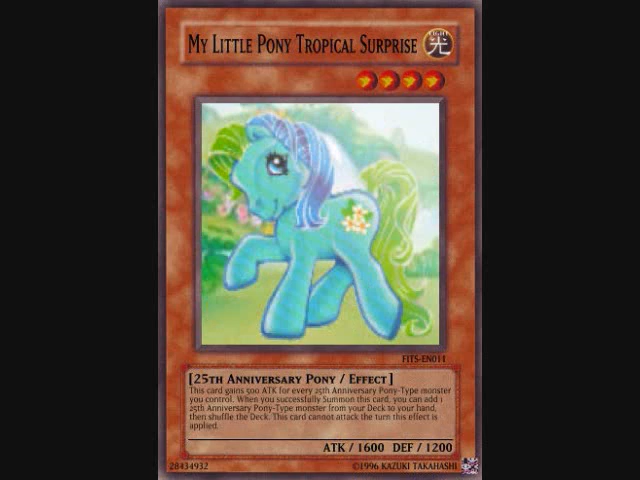 My Little Pony Tropical Surprise
LIGHT
光
FITS-EN011
[25th Anniversary Pony / Effect]
This card gains 500 ATK for every 25th Anniversary Pony-Type monster
you control. When you successfully Summon this card, you can add 1
25th Anniversary Pony-Type monster from your Deck to your hand,
then shuffle the Deck. This card cannot attack the turn this effect is
applied.
ATK / 1600 DEF / 1200
28434932 ©1996 KAZUKI TAKAHASHI